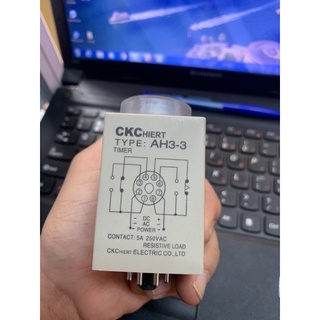 CKCHIERT
TYPE: AH3-3
TIMER
DC
AC
POWER
CONTACT: 5A 250VAC
RESISTIVE LOAD
CKCHIERT ELECTRIC CO.,LTD